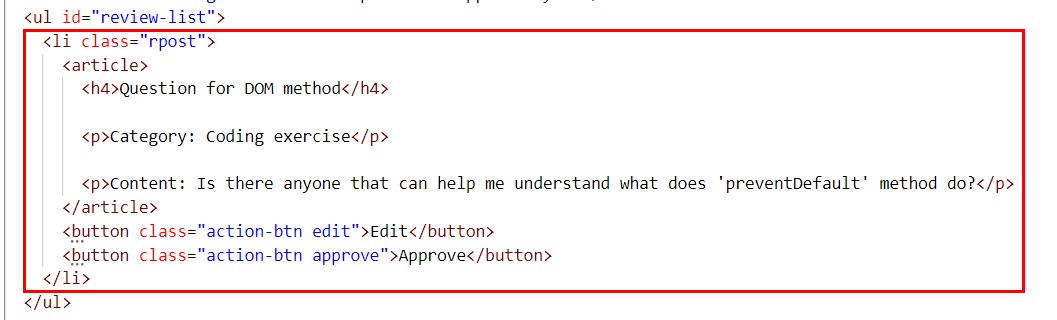 <ul id="review-list">
<li class="rpost">
<article>
<h4>Question for DOM method</h4>
<p>Category: Coding exercise</p>
<p>Content: Is there anyone that can help me understand what does 'preventDefault' method do?</p>
</article>
<button class="action-btn edit">Edit</button>
<button class="action-btn approve">Approve</button>
</li>
</ul>